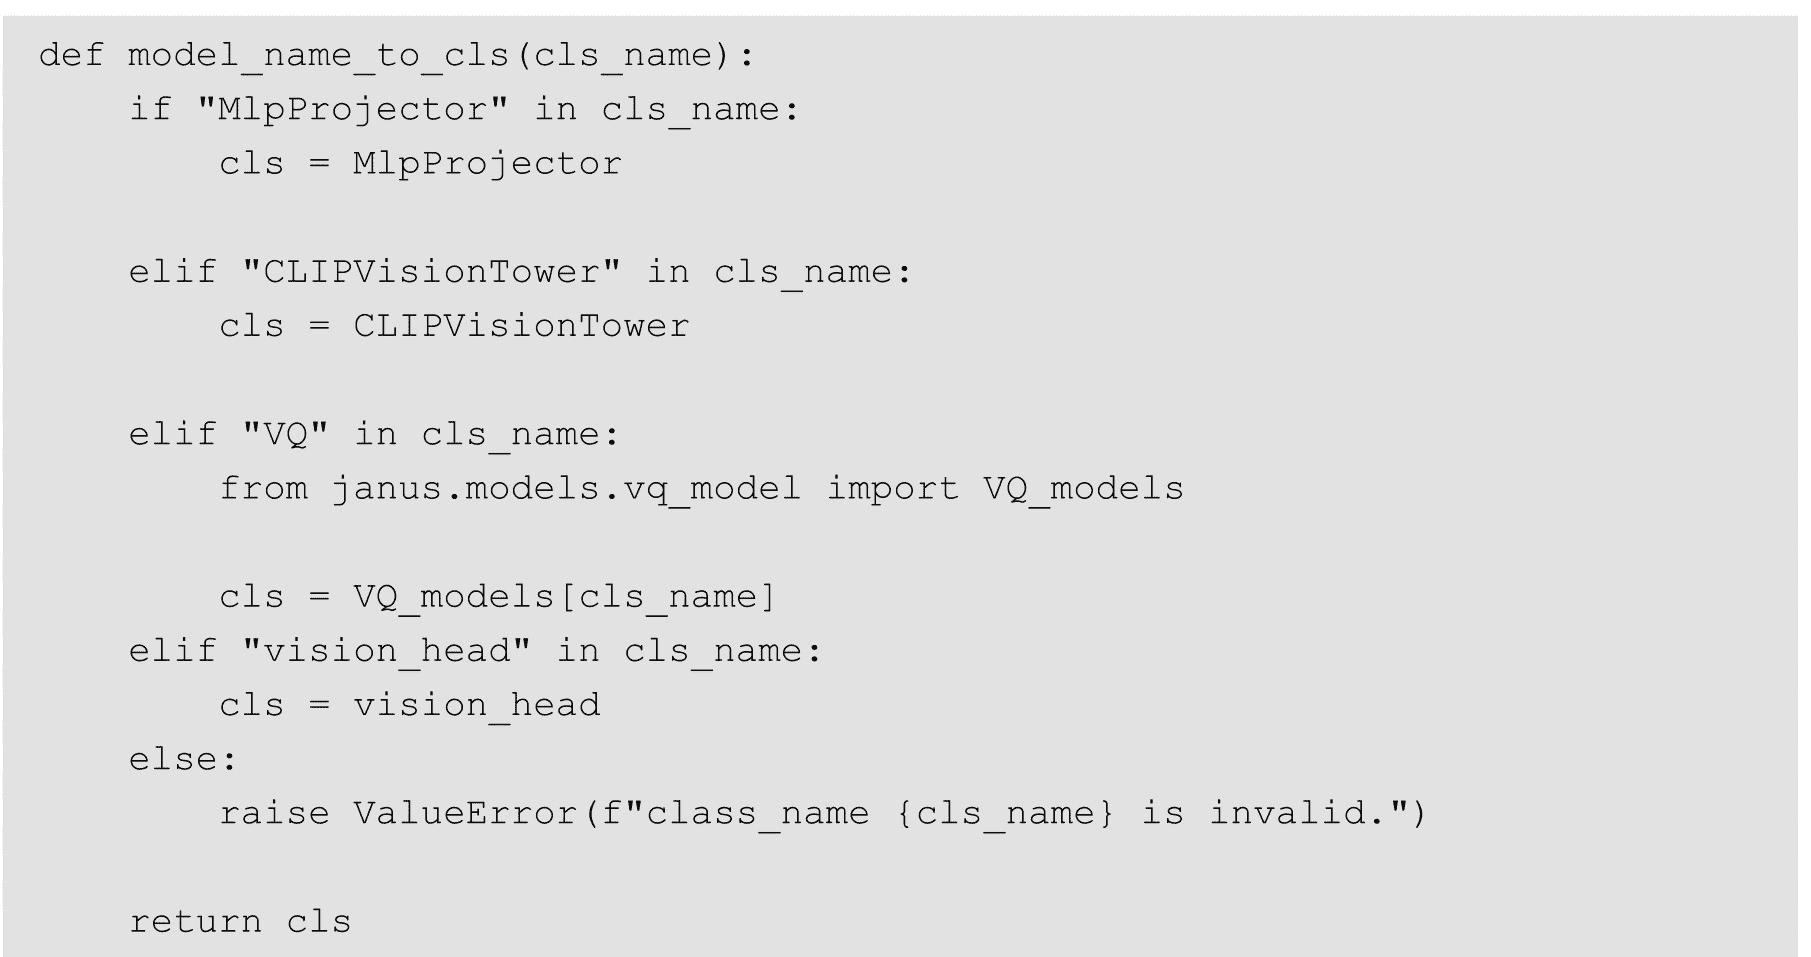 def model_name_to_cls(cls_name):
    if "MlpProjector" in cls_name:
        cls = MlpProjector

    elif "CLIPVisionTower" in cls_name:
        cls = CLIPVisionTower

    elif "VQ" in cls_name:
        from janus.models.vq_model import VQ_models

        cls = VQ_models[cls_name]
    elif "vision_head" in cls_name:
        cls = vision_head
    else:
        raise ValueError(f"class_name {cls_name} is invalid.")

    return cls